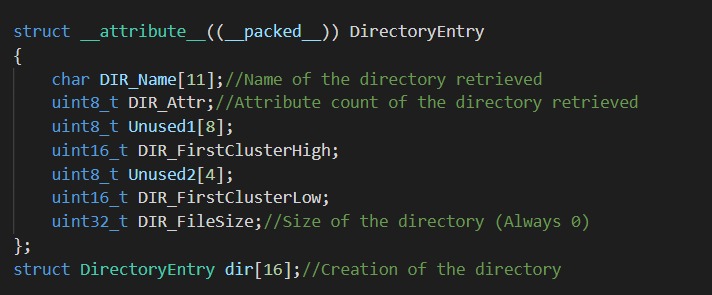 struct __attribute__((__packed__)) DirectoryEntry
{
    char DIR_Name[11];//Name of the directory retrieved
    uint8_t DIR_Attr;//Attribute count of the directory retrieved
    uint8_t Unused1[8];
    uint16_t DIR_FirstClusterHigh;
    uint8_t Unused2[4];
    uint16_t DIR_FirstClusterLow;
    uint32_t DIR_FileSize;//Size of the directory (Always 0)
};
struct DirectoryEntry dir[16];//Creation of the directory